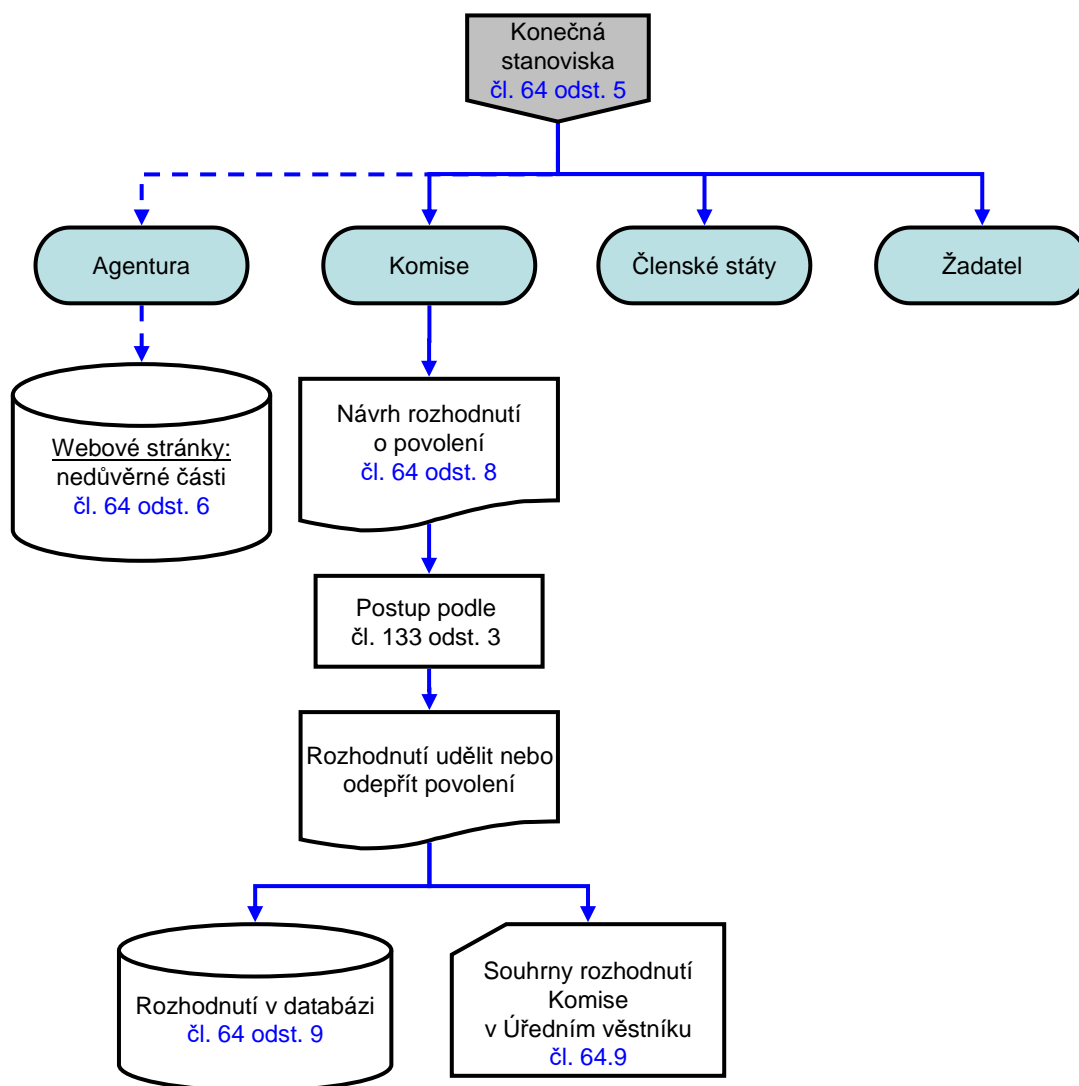 Konečná
stanoviska
čl. 64 odst. 5
Agentura
Komise
Členské státy
Žadatel
Webové stránky:
nedůvěrné části
čl. 64 odst. 6
Návrh rozhodnutí
o povolení
čl. 64 odst. 8
Postup podle
čl. 133 odst. 3
Rozhodnutí udělit nebo
odepřít povolení
Rozhodnutí v databázi
čl. 64 odst. 9
Souhrny rozhodnutí
Komise
v Úředním věstníku
čl. 64.9